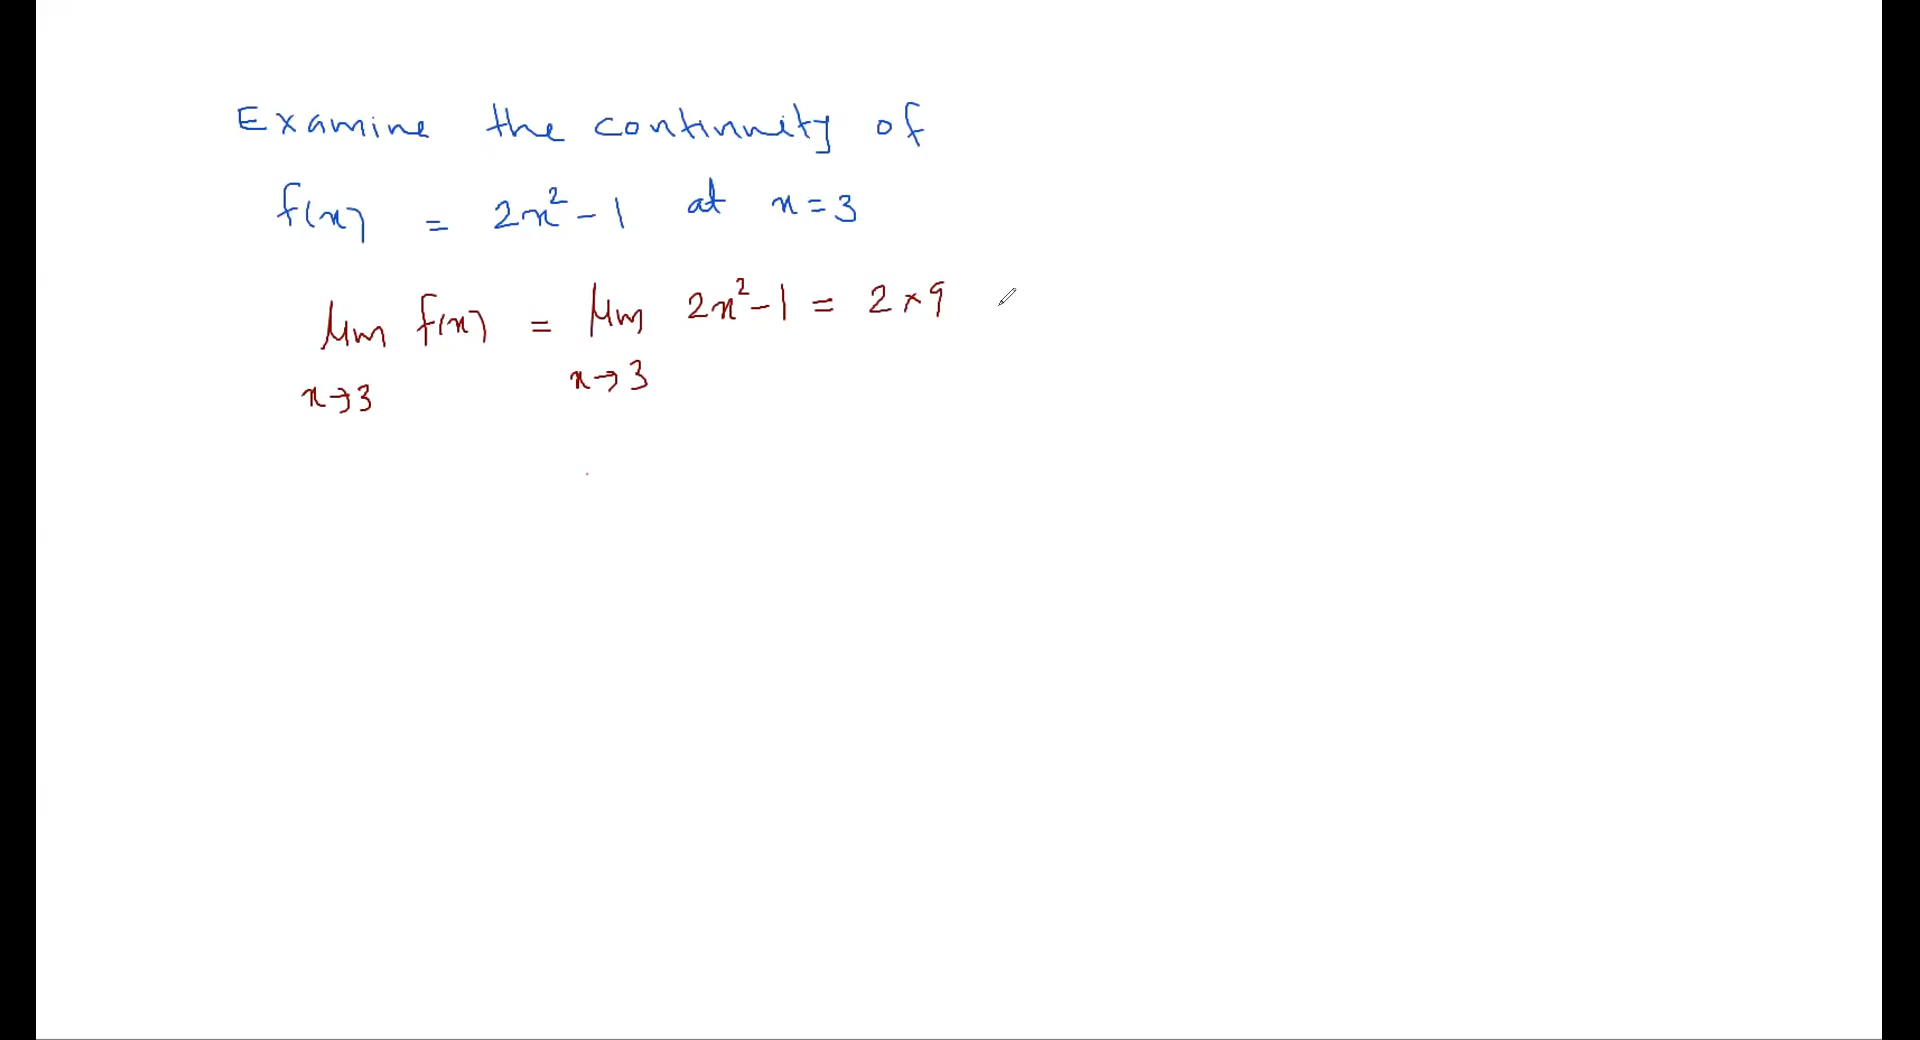 Examine the continuity of
f(x) = 2x² - 1 at x = 3
lim f(x) = lim 2x² - 1 = 2 × 9
x→3 x→3